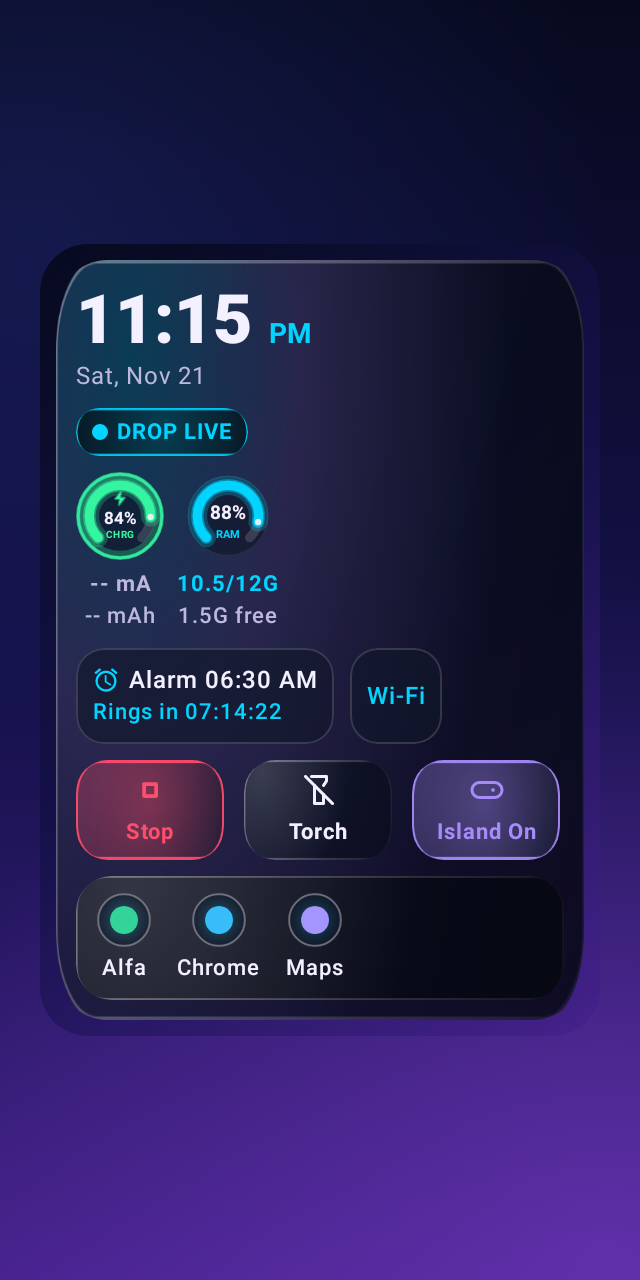 11:15 PM
Sat, Nov 21
DROP LIVE
84%
CHRG
88%
RAM
-- mA
10.5/12G
-- mAh
1.5G free
Alarm 06:30 AM
Rings in 07:14:22
Wi-Fi
Stop
Torch
Island On
Alfa
Chrome
Maps